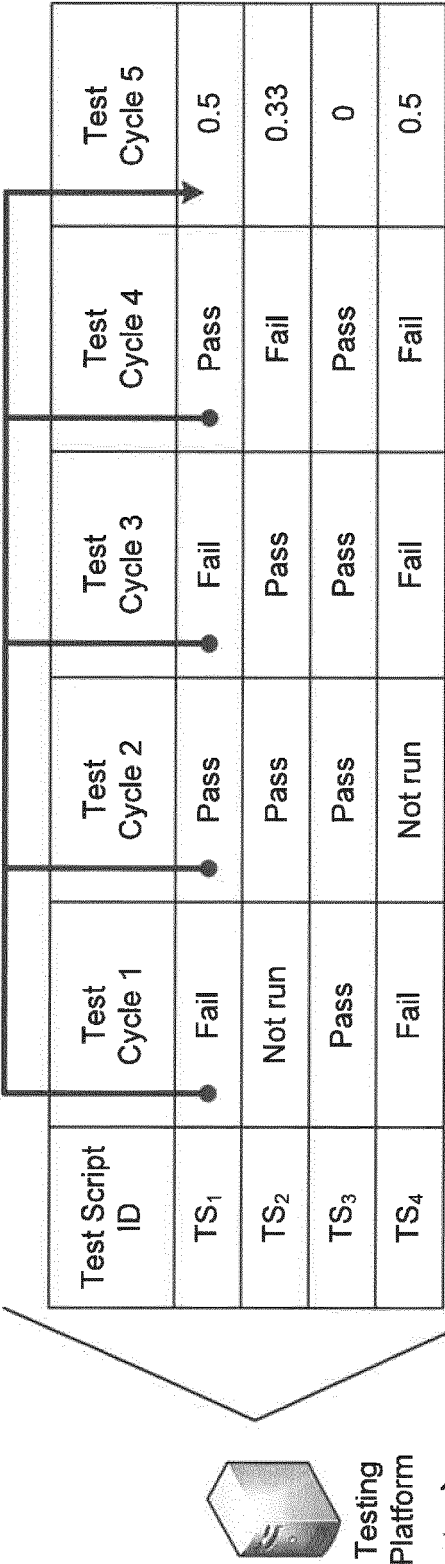 Test Script
ID
Test
Cycle 1
Test
Cycle 2
Test
Cycle 3
Test
Cycle 4
Test
Cycle 5
TS₁
Fail
Pass
Fail
Pass
0.5
TS₂
Not run
Pass
Pass
Fail
0.33
TS₃
Pass
Pass
Pass
Pass
0
TS₄
Fail
Not run
Fail
Fail
0.5
Testing
Platform